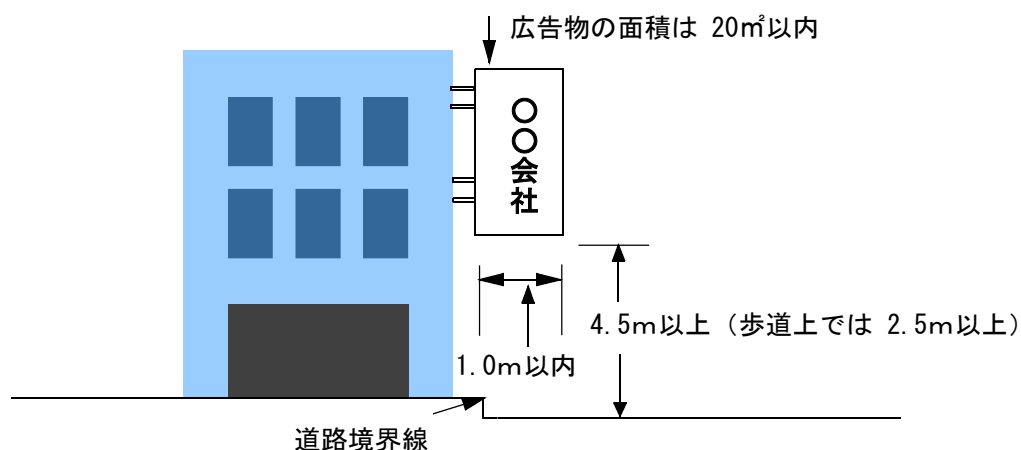 広告物の面積は 20㎡以内
〇〇会社
4.5m以上（歩道上では 2.5m以上）
1.0m以内
道路境界線